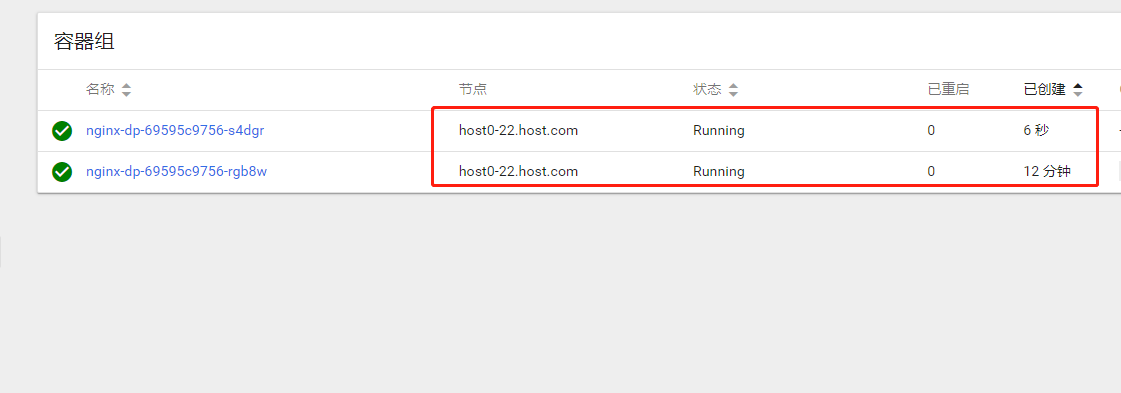 容器组
名称 节点 状态 已重启 已创建
nginx-dp-69595c9756-s4dgr host0-22.host.com Running 0 6 秒
nginx-dp-69595c9756-rgb8w host0-22.host.com Running 0 12 分钟